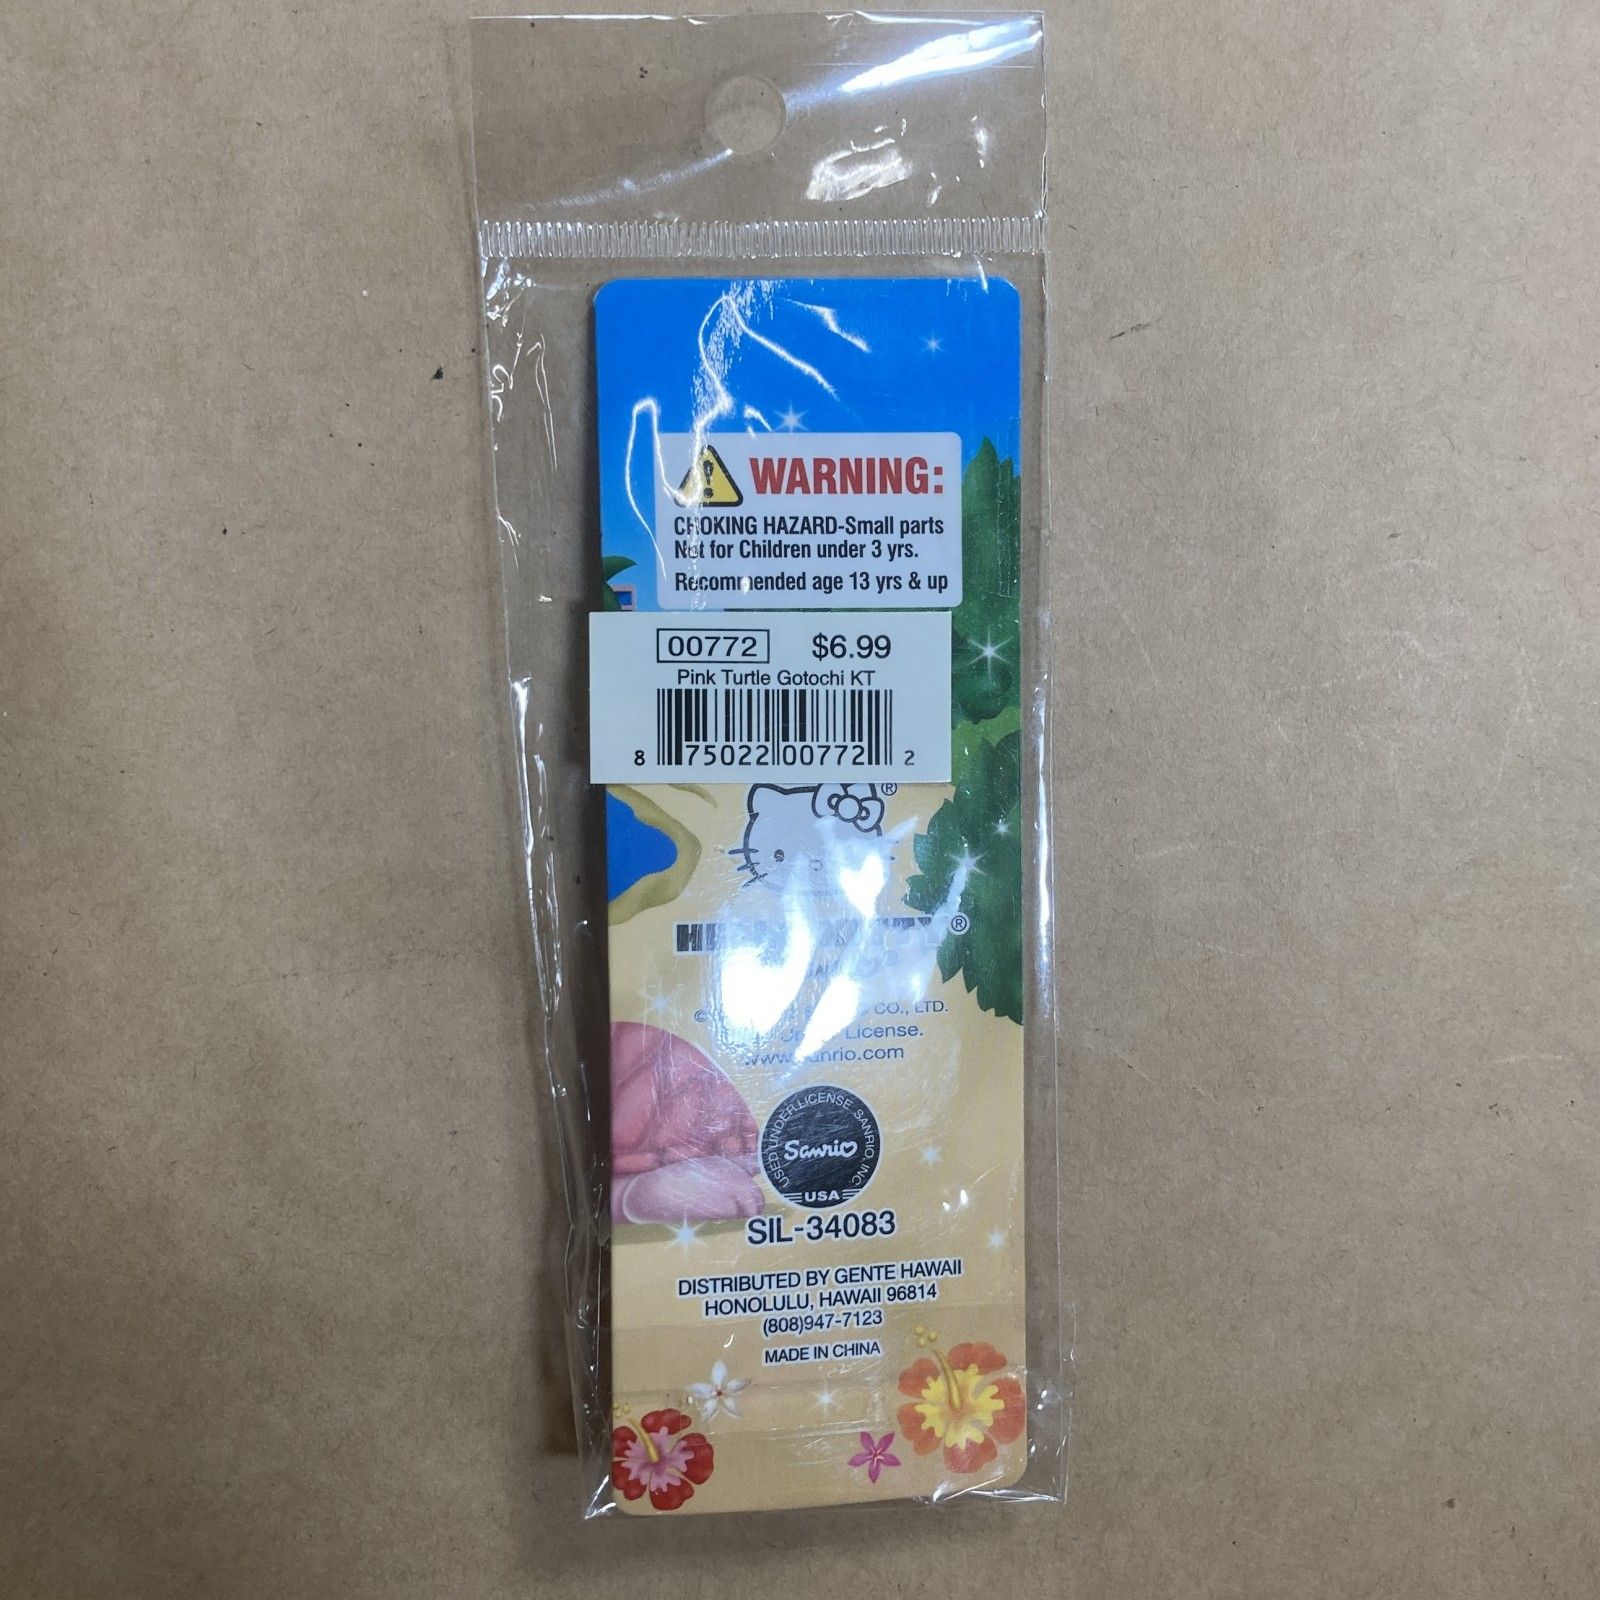 WARNING:
CHOKING HAZARD-Small parts
Not for Children under 3 yrs.
Recommended age 13 yrs & up
00772 $6.99
Pink Turtle Gotochi KT
8 75022 00772 2
®
HELLO KITTY®
© CO., LTD.
License.
www.sanrio.com
USED UNDER LICENSE. SANRIO, INC.
Sanrio
USA
SIL-34083
DISTRIBUTED BY GENTE HAWAII
HONOLULU, HAWAII 96814
(808)947-7123
MADE IN CHINA